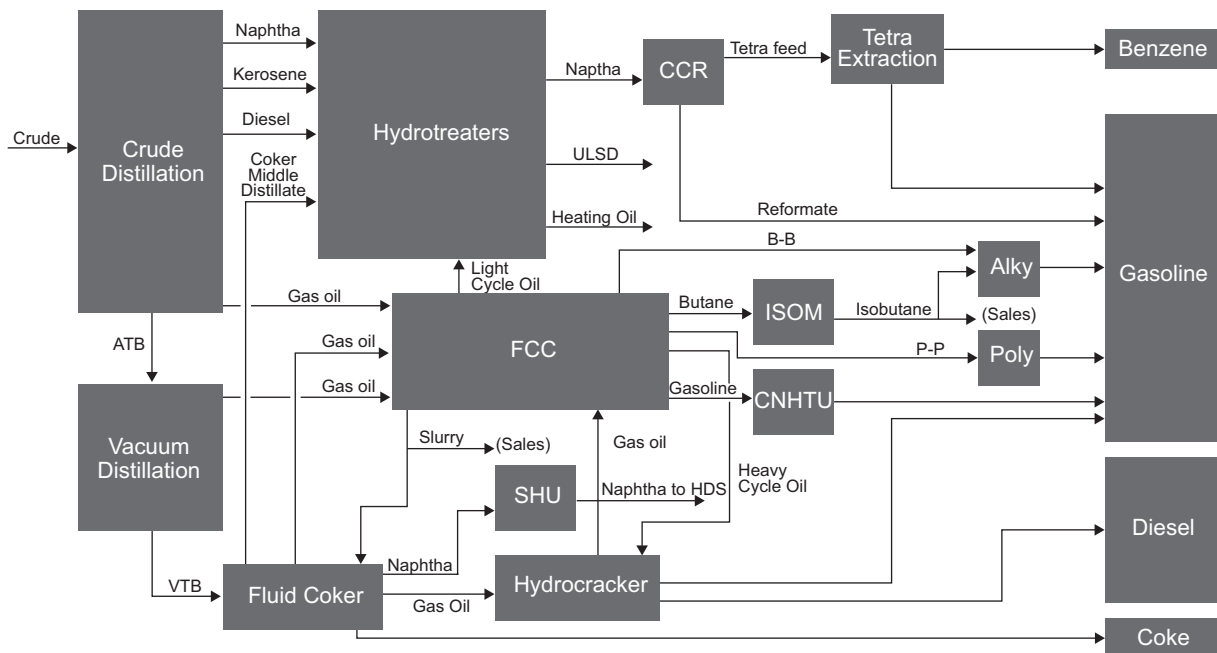 Naphtha
Kerosene
Diesel
Crude
Crude
Distillation
Coker
Middle
Distillate
Hydrotreaters
Naptha
CCR
Tetra feed
Tetra
Extraction
Benzene
ULSD
Heating Oil
Reformate
B-B
Light
Cycle Oil
Gas oil
Alky
Gasoline
Butane
ISOM
Isobutane
(Sales)
ATB
Gas oil
FCC
P-P
Poly
Gas oil
Gasoline
CNHTU
Vacuum
Distillation
Slurry
(Sales)
Gas oil
Heavy
Cycle Oil
SHU
Naphtha to HDS
Diesel
VTB
Fluid Coker
Naphtha
Gas Oil
Hydrocracker
Coke